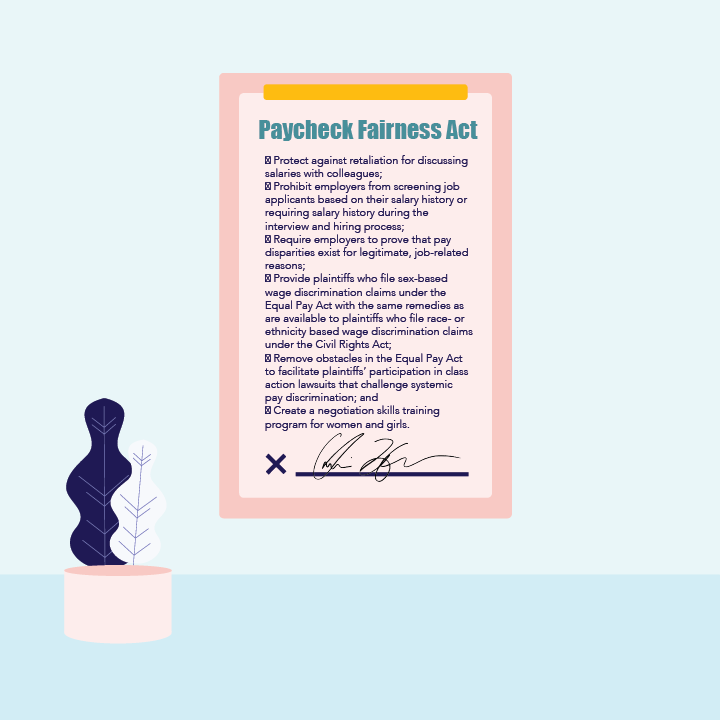 Paycheck Fairness Act
Protect against retaliation for discussing
salaries with colleagues;
Prohibit employers from screening job
applicants based on their salary history or
requiring salary history during the
interview and hiring process;
Require employers to prove that pay
disparities exist for legitimate, job-related
reasons;
Provide plaintiffs who file sex-based
wage discrimination claims under the
Equal Pay Act with the same remedies as
are available to plaintiffs who file race- or
ethnicity based wage discrimination claims
under the Civil Rights Act;
Remove obstacles in the Equal Pay Act
to facilitate plaintiffs’ participation in class
action lawsuits that challenge systemic
pay discrimination; and
Create a negotiation skills training
program for women and girls.